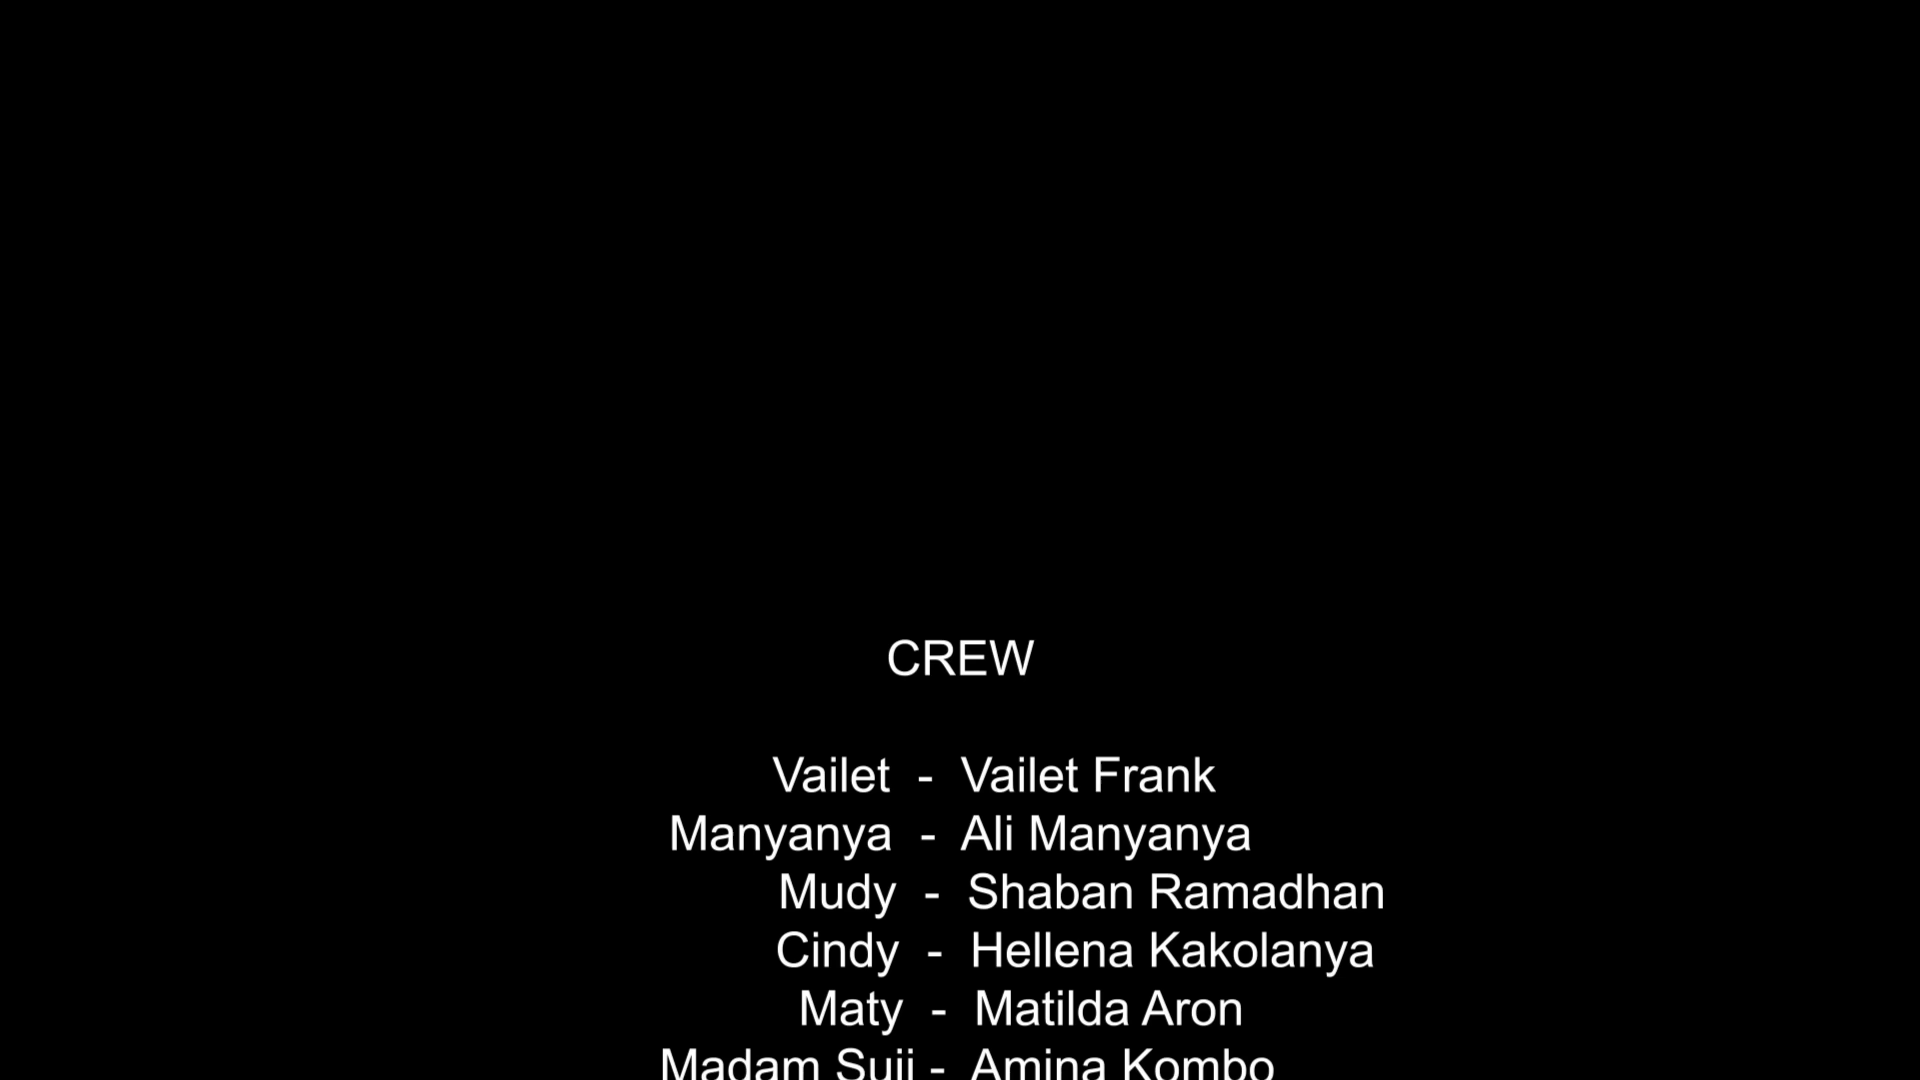 CREW
Vailet - Vailet Frank
Manyanya - Ali Manyanya
Mudy - Shaban Ramadhan
Cindy - Hellena Kakolanya
Maty - Matilda Aron
Madam Suji - Amina Kombo